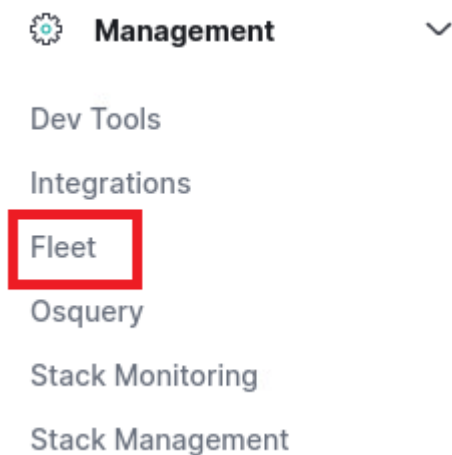 Management
Dev Tools
Integrations
Fleet
Osquery
Stack Monitoring
Stack Management